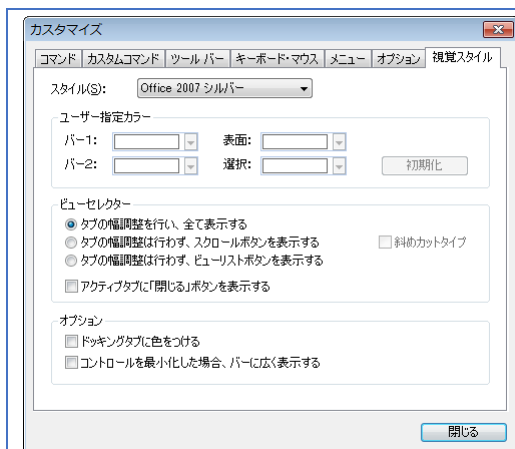 カスタマイズ
コマンド カスタムコマンド ツール バー キーボード・マウス メニュー オプション 視覚スタイル
スタイル(S): Office 2007 シルバー
ユーザー指定カラー
バー1: 表面:
バー2: 選択: 初期化
ビューセレクター
タブの幅調整を行い、全て表示する
タブの幅調整は行わず、スクロールボタンを表示する 斜めカットタイプ
タブの幅調整は行わず、ビューリストボタンを表示する
アクティブタブに「閉じる」ボタンを表示する
オプション
ドッキングタブに色をつける
コントロールを最小化した場合、バーに広く表示する
閉じる